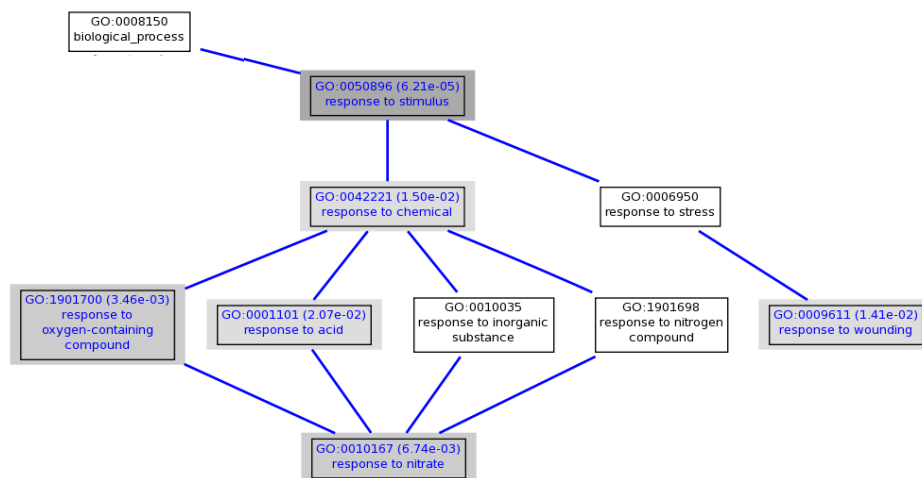 GO:0008150
biological_process
GO:0050896 (6.21e-05)
response to stimulus
GO:0042221 (1.50e-02)
response to chemical
GO:0006950
response to stress
GO:1901700 (3.46e-03)
response to
oxygen-containing
compound
GO:0001101 (2.07e-02)
response to acid
GO:0010035
response to inorganic
substance
GO:1901698
response to nitrogen
compound
GO:0009611 (1.41e-02)
response to wounding
GO:0010167 (6.74e-03)
response to nitrate